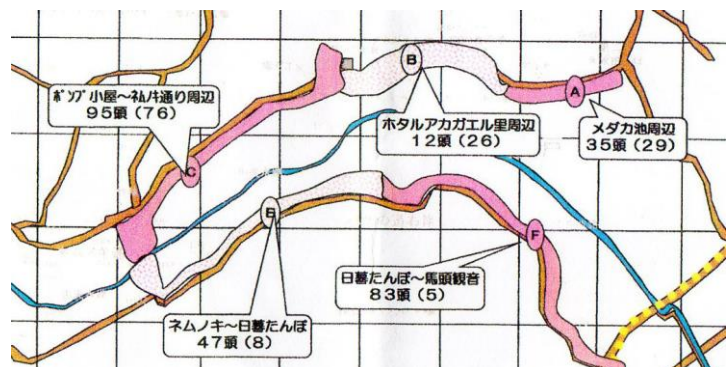 ポンプ小屋～ネムノキ通り周辺
95頭（76）
B
A
ホタルアカガエル里周辺
12頭（26）
メダカ池周辺
35頭（29）
C
E
F
日暮たんぼ～馬頭観音
83頭（5）
ネムノキ～日暮たんぼ
47頭（8）